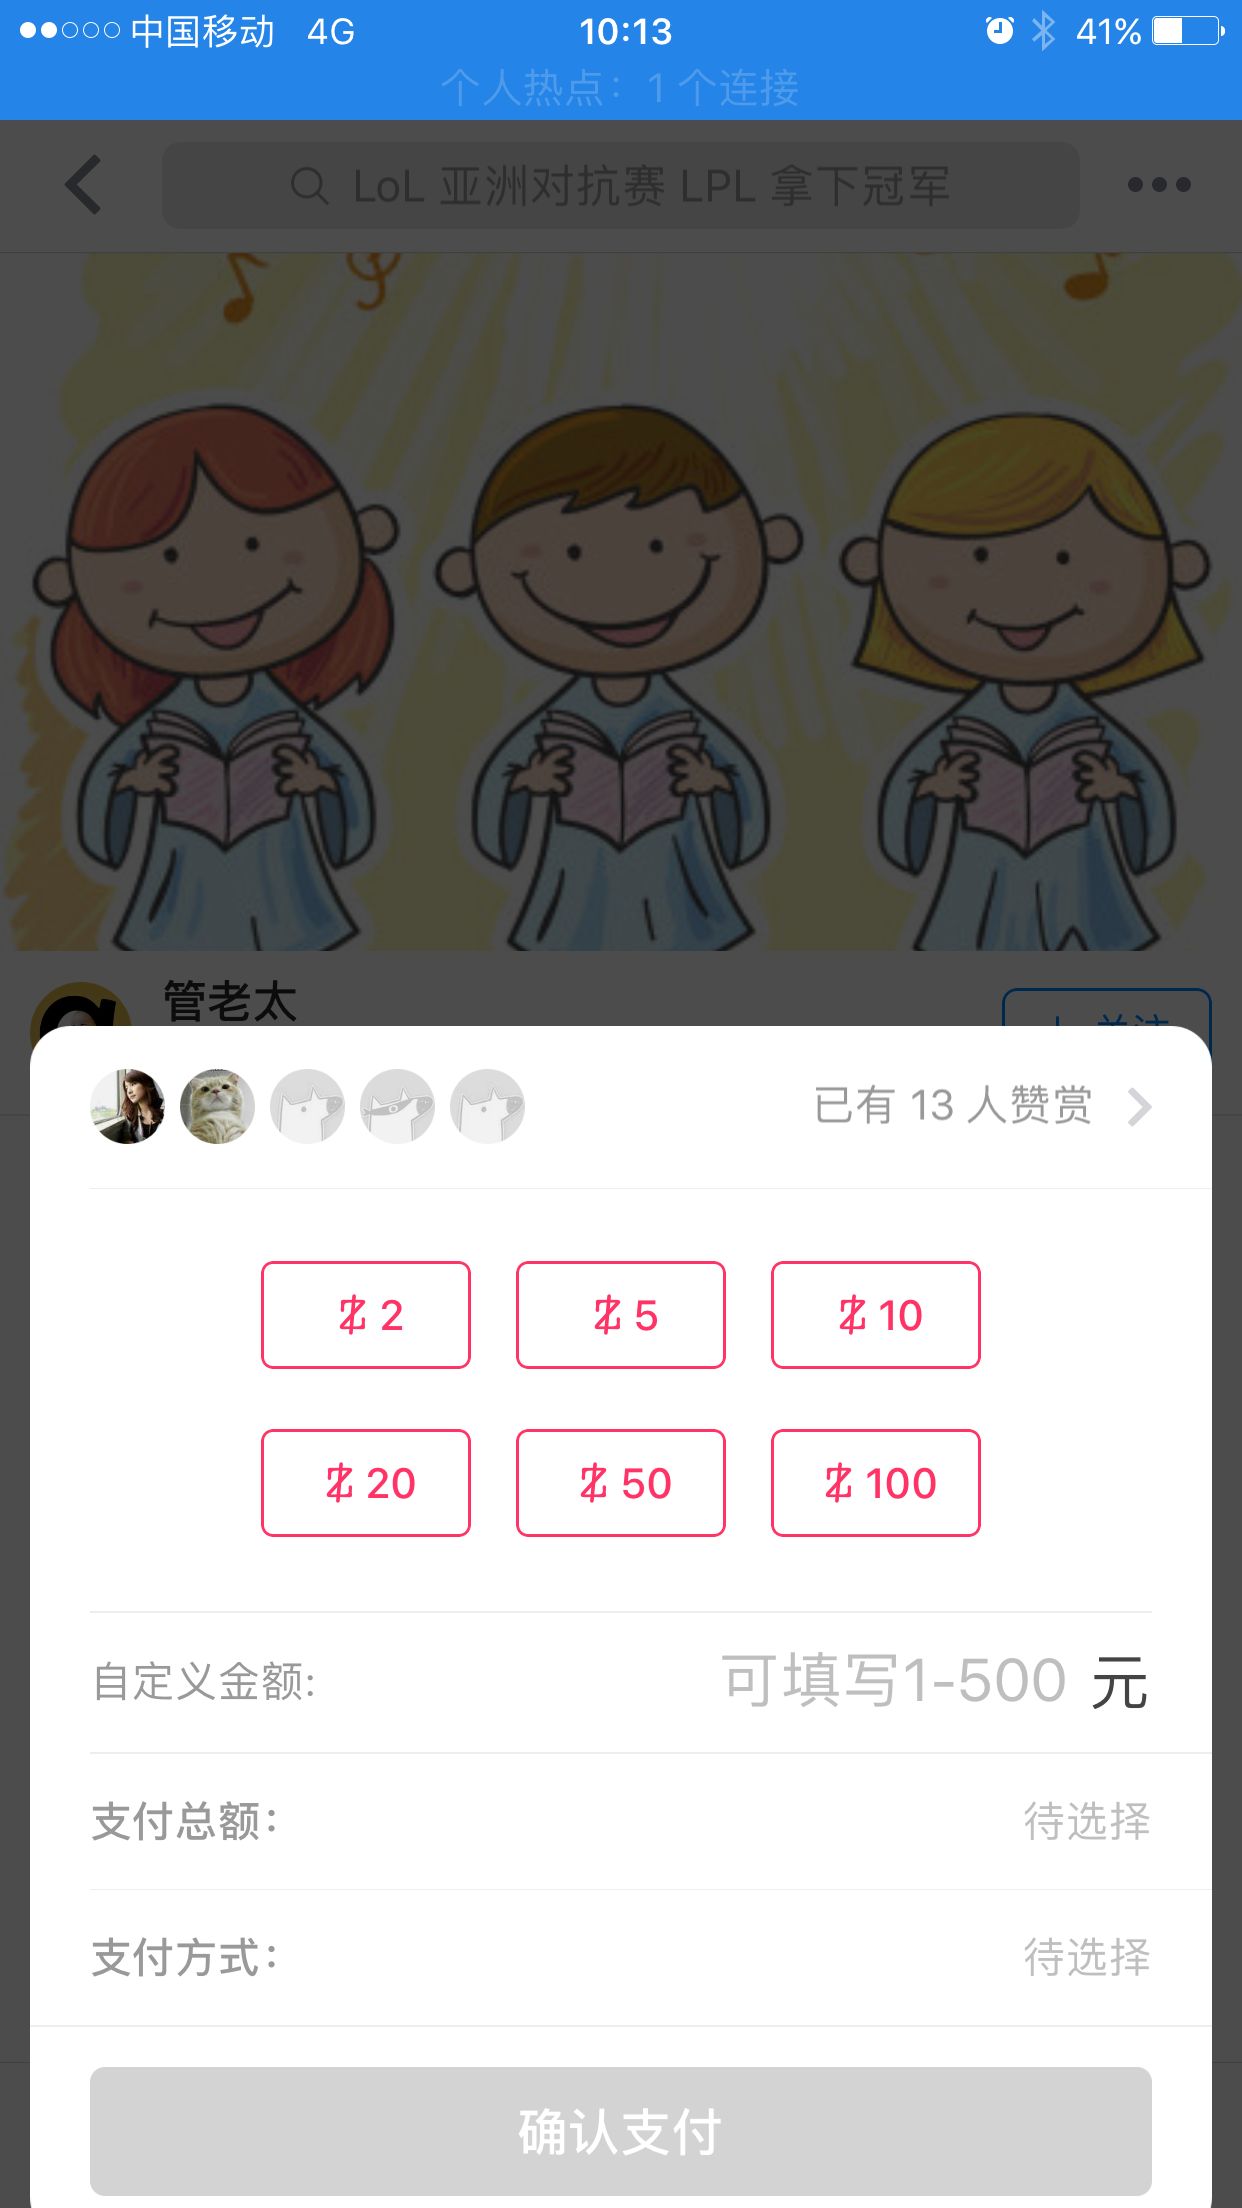 中国移动 4G 10:13 41%
个人热点：1 个连接
LoL 亚洲对抗赛 LPL 拿下冠军
管老太
关注
已有 13 人赞赏
2
5
10
20
50
100
自定义金额: 可填写1-500 元
支付总额： 待选择
支付方式： 待选择
确认支付